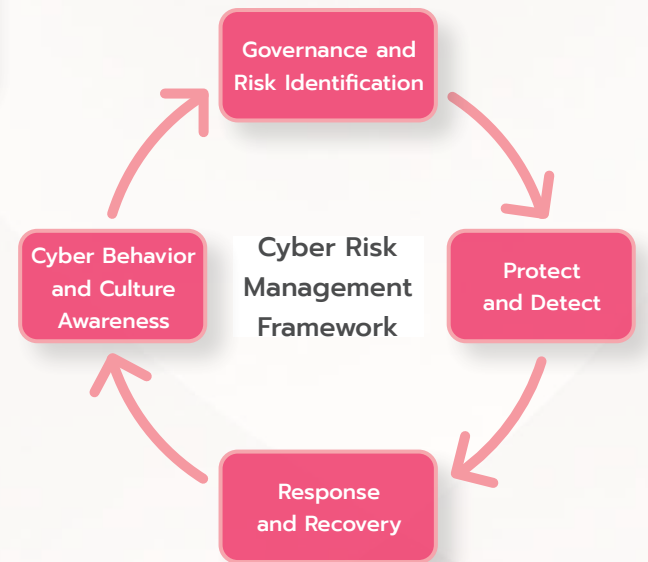 Governance and
Risk Identification
Cyber Behavior
and Culture
Awareness
Cyber Risk
Management
Framework
Protect
and Detect
Response
and Recovery